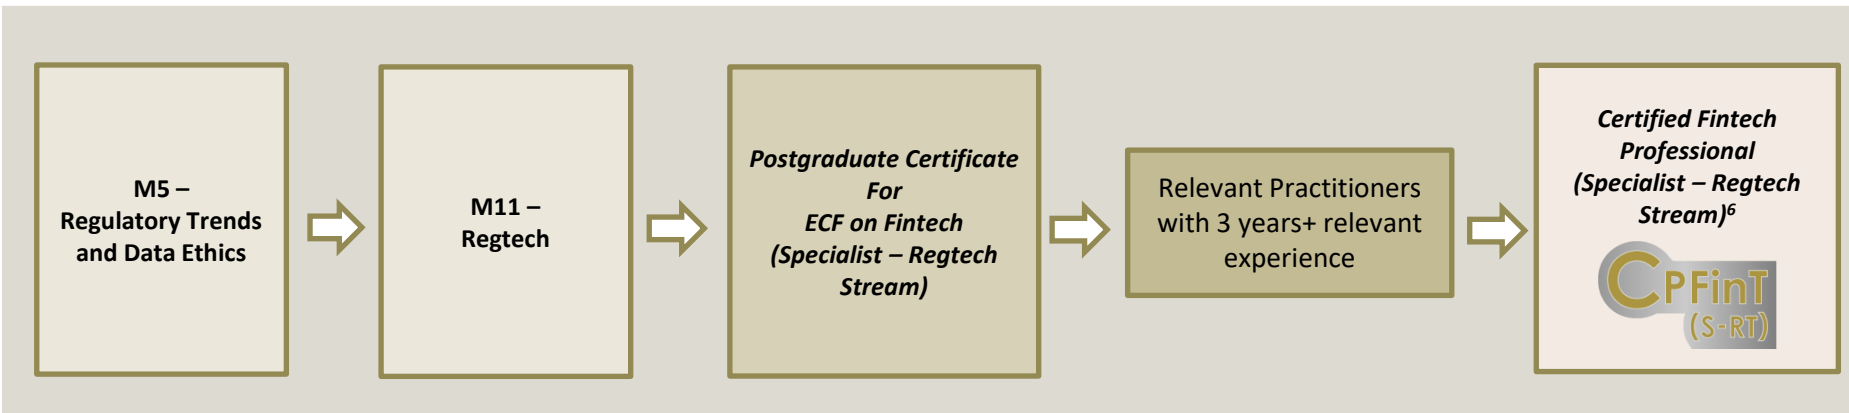 M5 –
Regulatory Trends
and Data Ethics
M11 –
Regtech
Postgraduate Certificate
For
ECF on Fintech
(Specialist – Regtech
Stream)
Relevant Practitioners
with 3 years+ relevant
experience
Certified Fintech
Professional
(Specialist – Regtech
Stream)⁶
CPFinT
(S-RT)